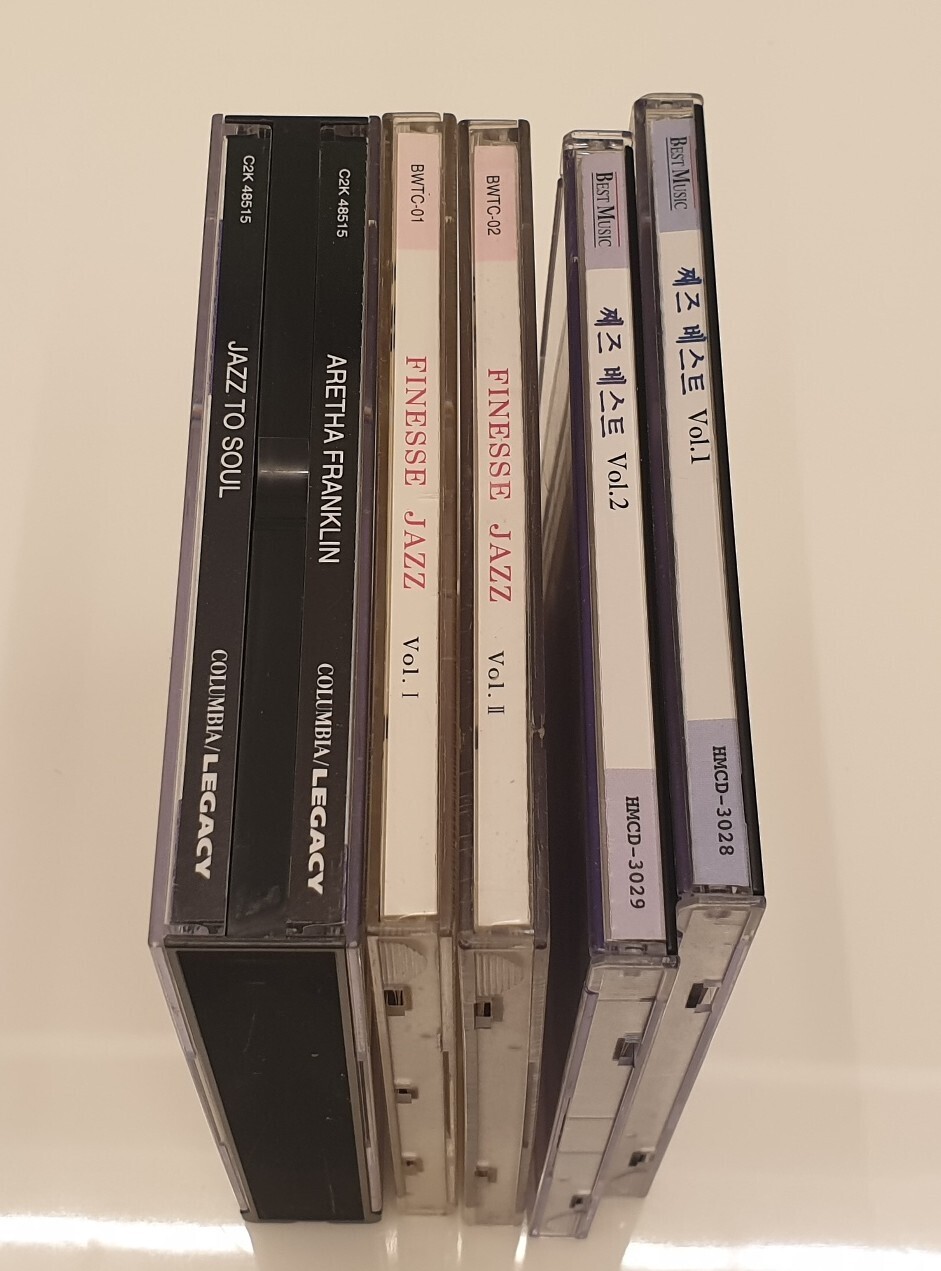 C2K 48515 JAZZ TO SOUL COLUMBIA/LEGACY
C2K 48515 ARETHA FRANKLIN COLUMBIA/LEGACY
BWTC-01 FINESSE JAZZ Vol. Ⅰ
BWTC-02 FINESSE JAZZ Vol. Ⅱ
BEST MUSIC 째즈 베스트 Vol.2 HMCD-3029
BEST MUSIC 째즈 베스트 Vol.1 HMCD-3028